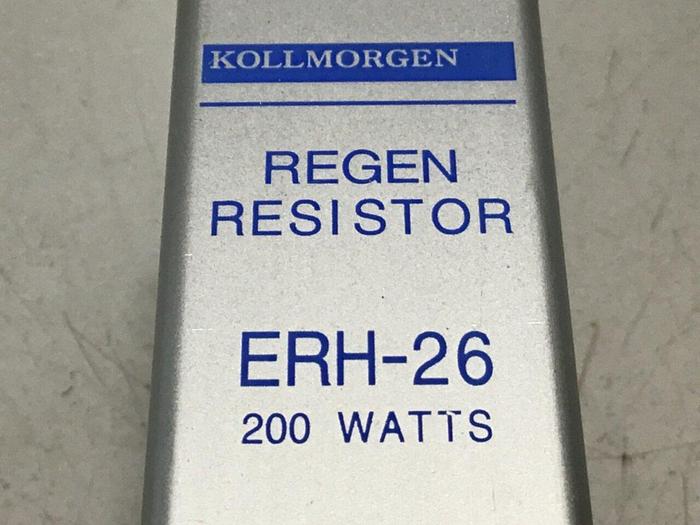 KOLLMORGEN
REGEN
RESISTOR
ERH-26
200 WATTS